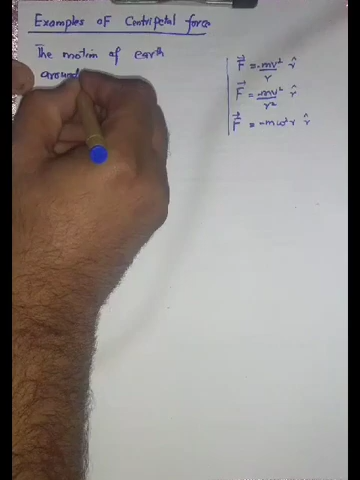 Examples of Centripetal force
The motion of earth
around
F⃗ = -mv²/r r̂
F⃗ = -mv²/r² r̂
F⃗ = -mω²r r̂